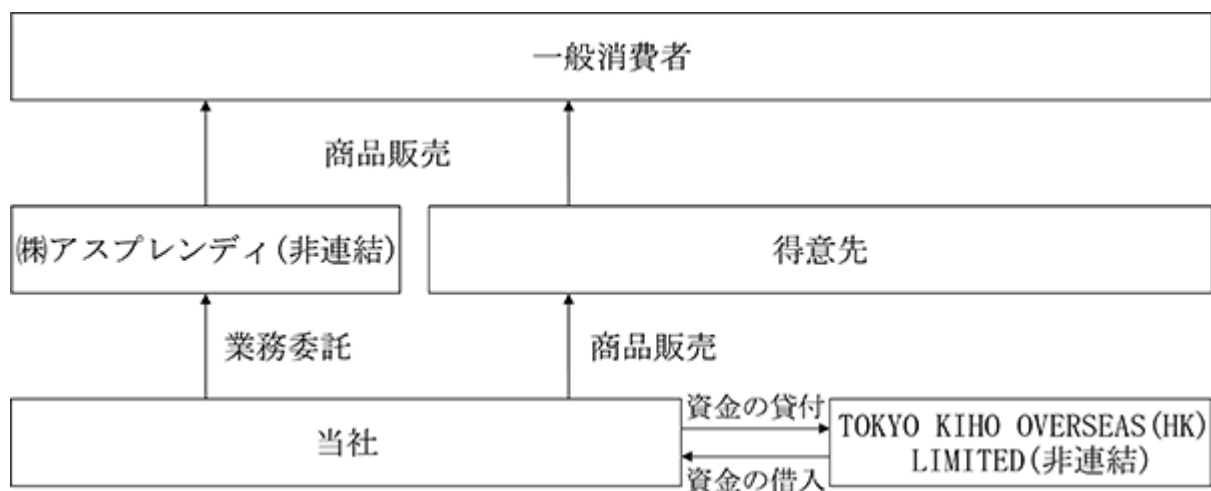 一般消費者
商品販売
㈱アスプレンディ(非連結)
得意先
業務委託
商品販売
当社
資金の貸付
資金の借入
TOKYO KIHO OVERSEAS(HK)
LIMITED(非連結)